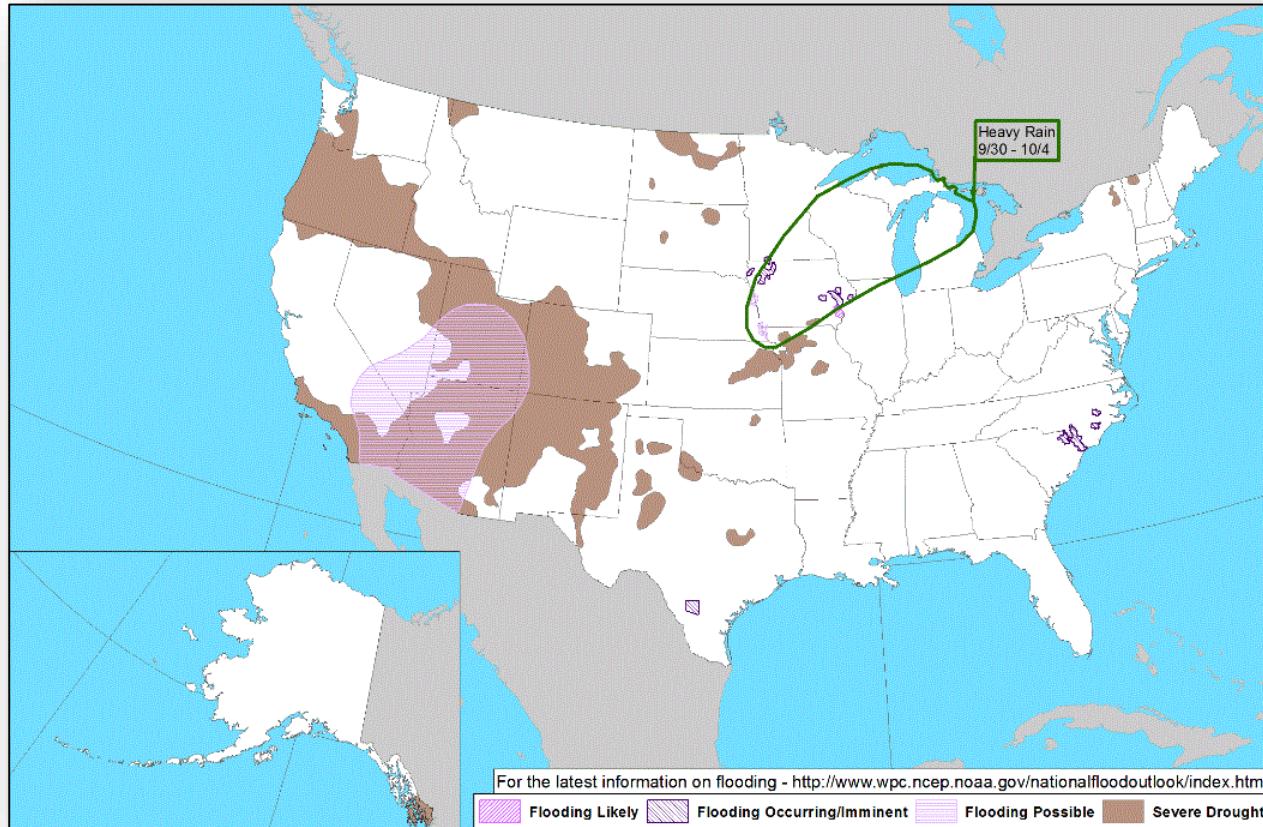 Heavy Rain
9/30 - 10/4
For the latest information on flooding - http://www.wpc.ncep.noaa.gov/nationalfloodoutlook/index.htm
Flooding Likely Flooding Occurring/Imminent Flooding Possible Severe Drought